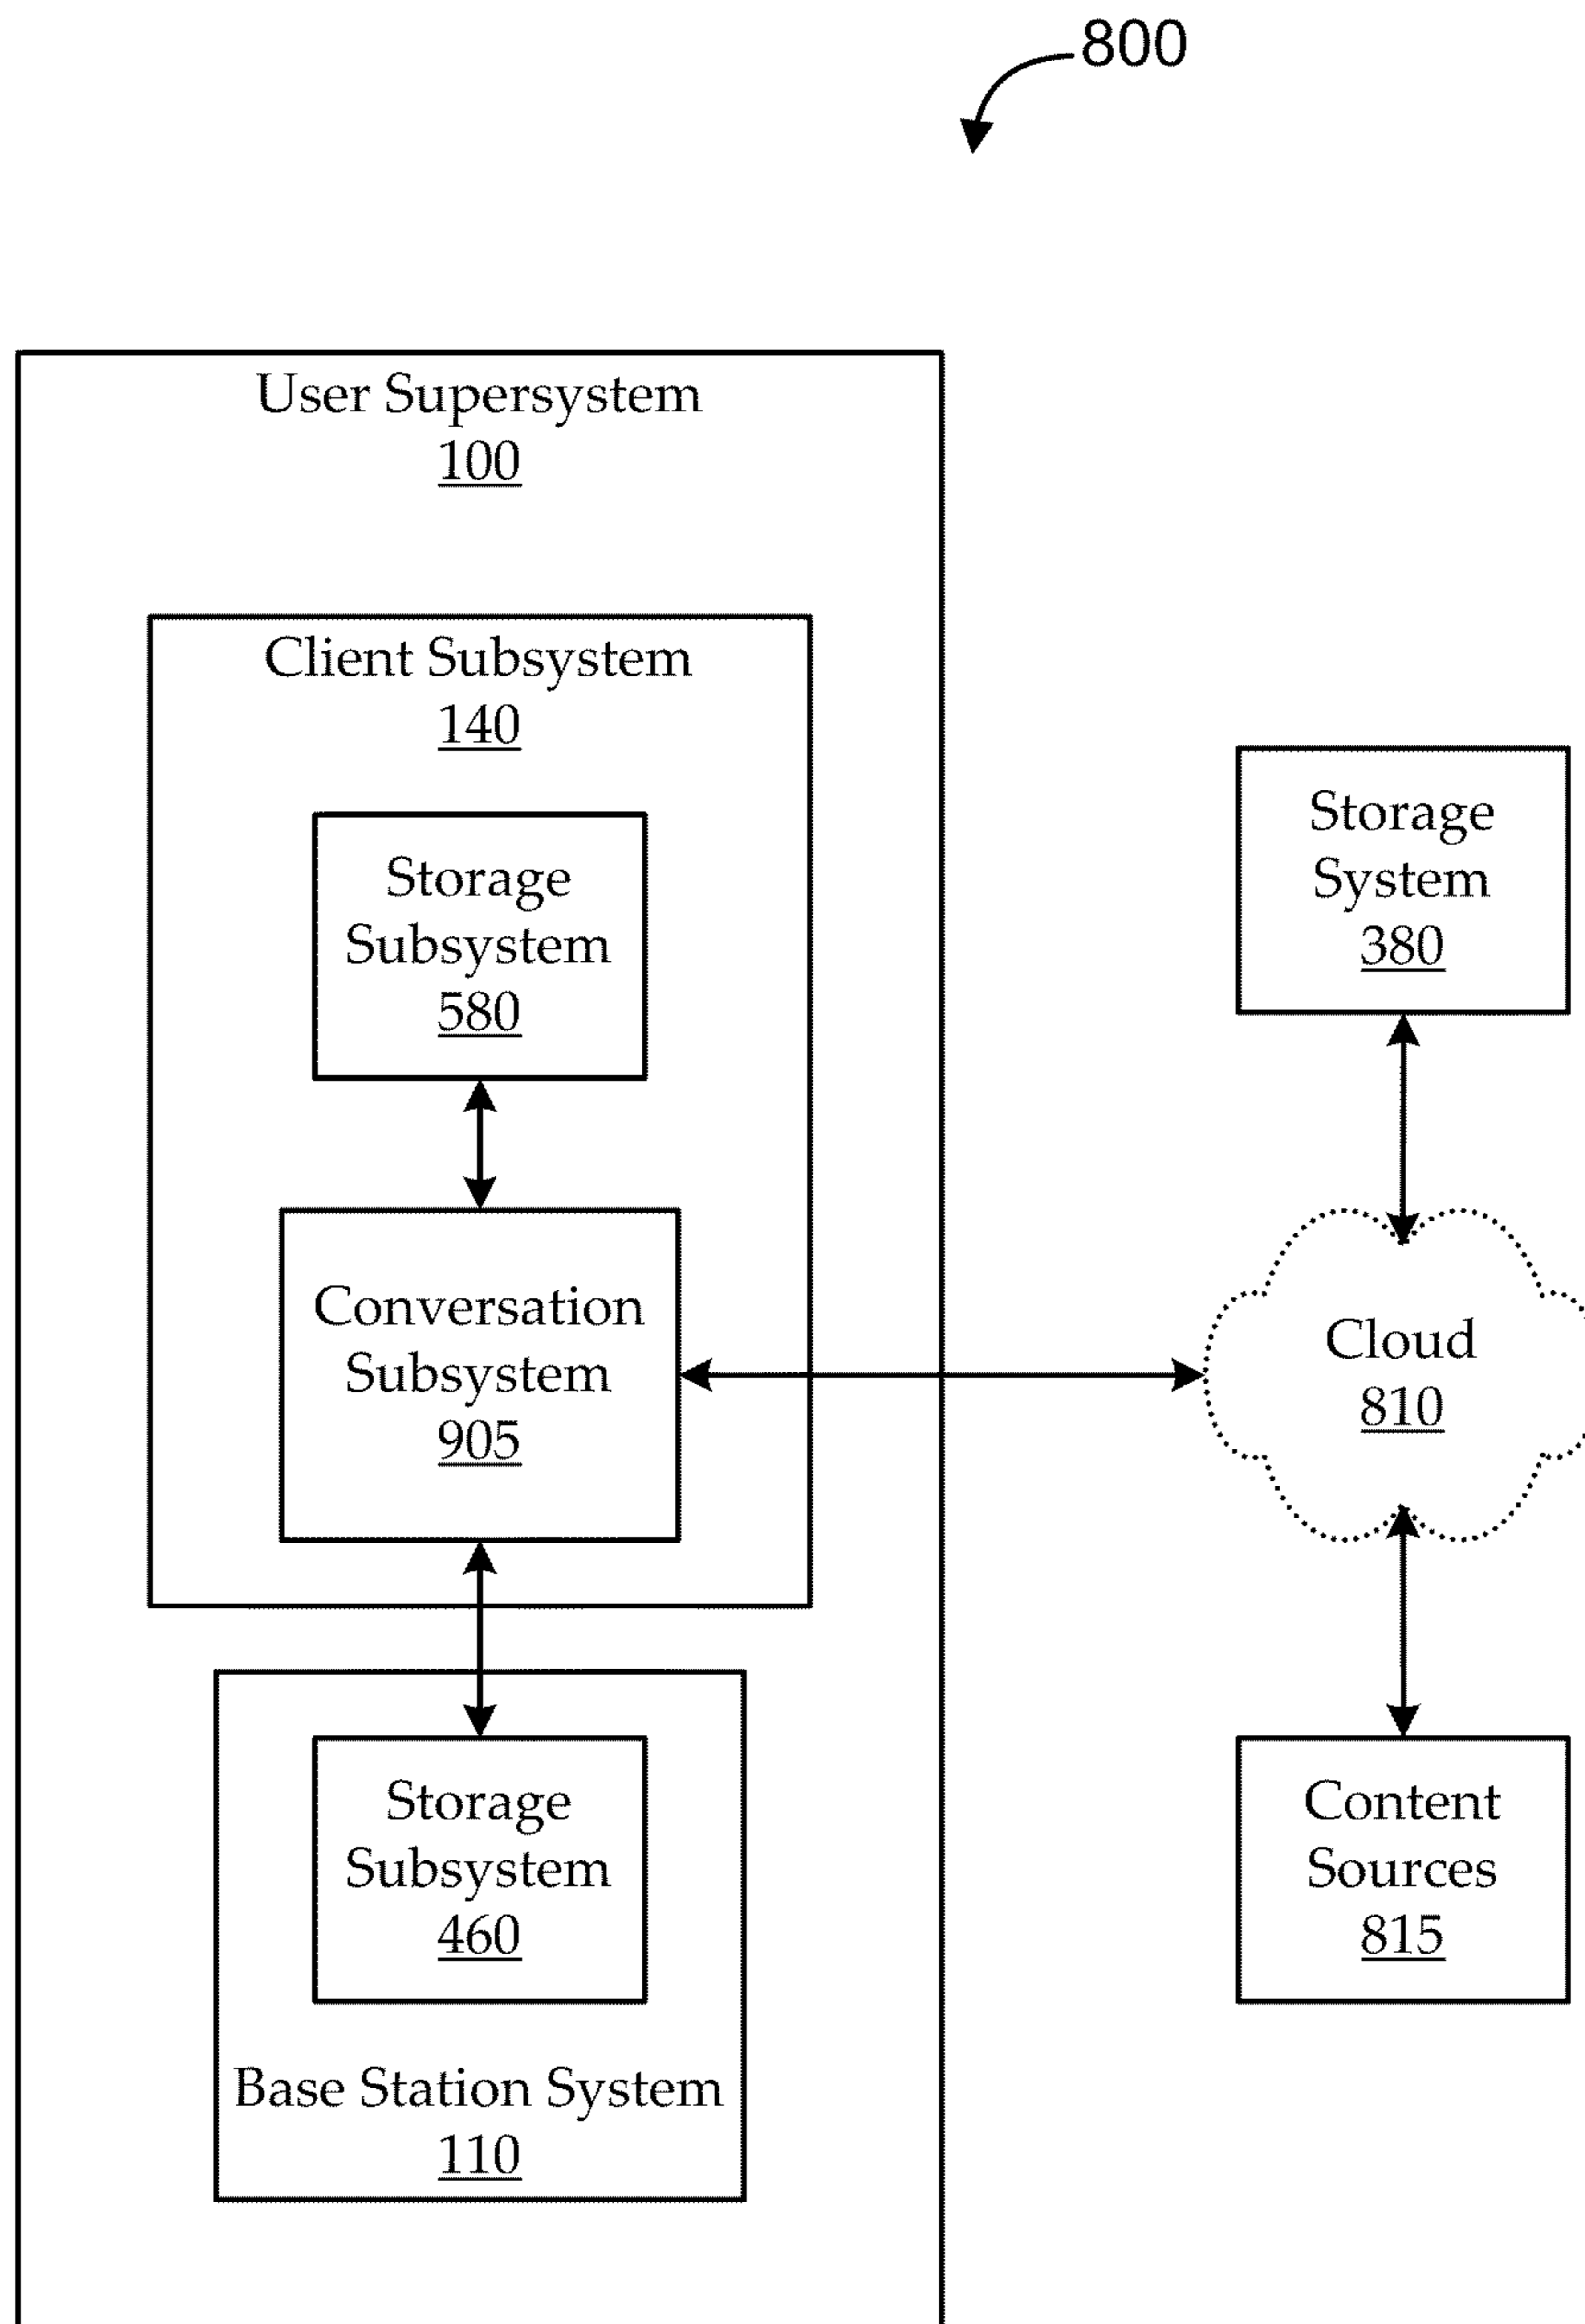 800
User Supersystem
100
Client Subsystem
140
Storage
Subsystem
580
Conversation
Subsystem
905
Storage
Subsystem
460
Base Station System
110
Storage
System
380
Cloud
810
Content
Sources
815